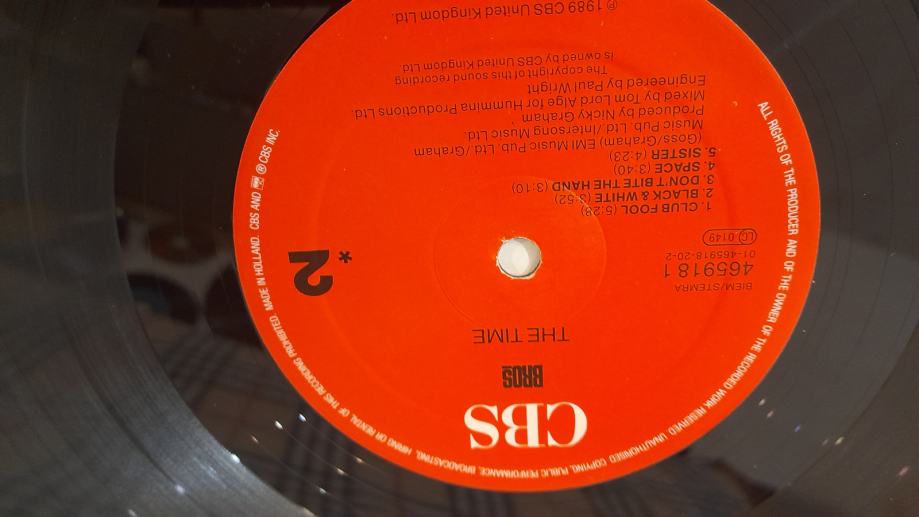 CBS
BROS
THE TIME
BIEM/STEMRA
465918 1
01-465918-20-2
LC 0149
*
2
1. CLUB FOOL (5:28)
2. BLACK & WHITE (3:52)
3. DON'T BITE THE HAND (3:10)
4. SPACE (3:40)
5. SISTER (4:23)
(Goss/Graham) EMI Music Pub. Ltd./Graham
Music Pub. Ltd/Intersong Music Ltd.
Produced by Nicky Graham
Mixed by Tom Lord Alge for Hummina Productions Ltd.
Engineered by Paul Wright
The copyright of this sound recording
is owned by CBS United Kingdom Ltd.
℗ 1989 CBS United Kingdom Ltd.
ALL RIGHTS OF THE PRODUCER AND OF THE OWNER OF THE RECORDED WORK RESERVED. UNAUTHORISED COPYING, PUBLIC PERFORMANCE, BROADCASTING, HIRING OR RENTAL OF THIS RECORDING PROHIBITED. MADE IN HOLLAND. CBS AND ® CBS INC.